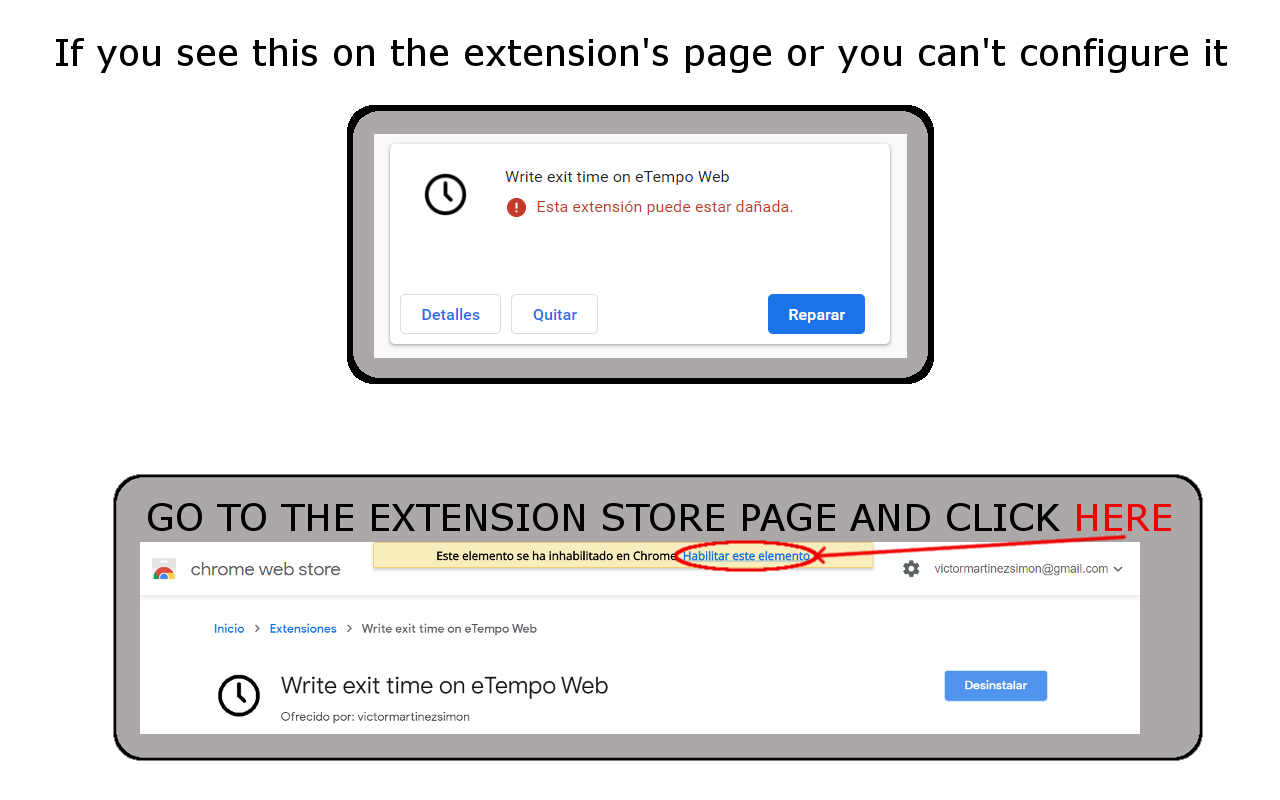 If you see this on the extension's page or you can't configure it
Write exit time on eTempo Web
Esta extensión puede estar dañada.
Detalles
Quitar
Reparar
GO TO THE EXTENSION STORE PAGE AND CLICK HERE
Este elemento se ha inhabilitado en Chrome. Habilitar este elemento
chrome web store
victormartinezsimon@gmail.com
Inicio > Extensiones > Write exit time on eTempo Web
Write exit time on eTempo Web
Desinstalar
Ofrecido por: victormartinezsimon